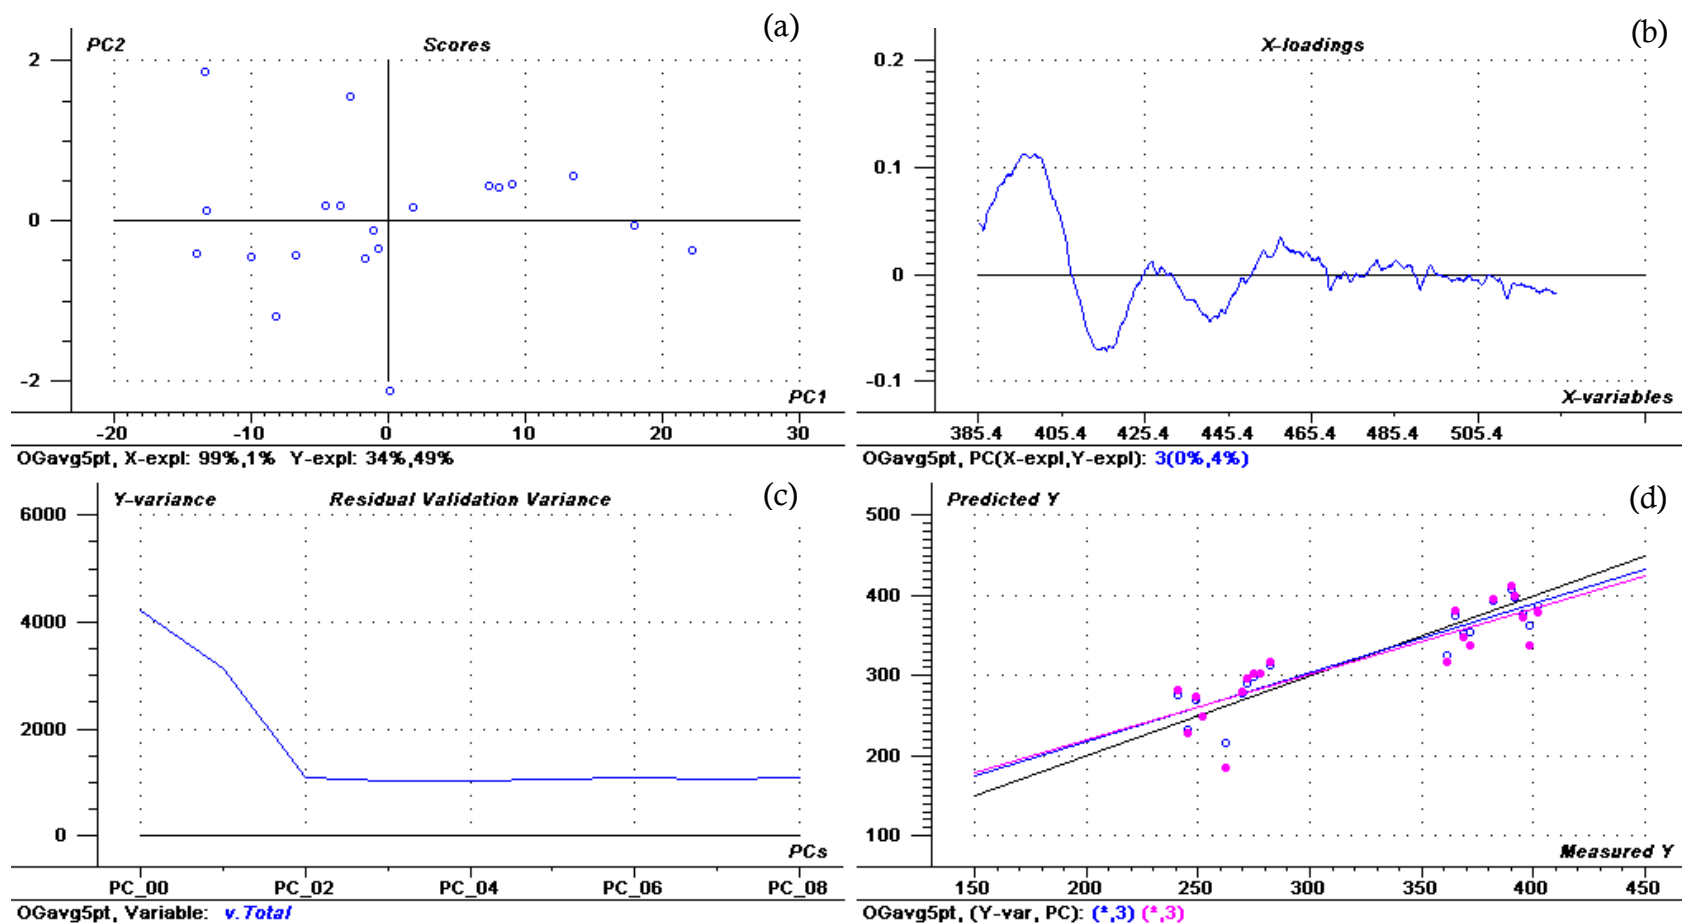 (a)
PC2 Scores
2
0
-2
PC1
-20 -10 0 10 20 30
OGavg5pt, X-expl: 99%,1% Y-expl: 34%,49%
(b)
X-loadings
0.2
0.1
0
-0.1
X-variables
385.4 405.4 425.4 445.4 465.4 485.4 505.4
OGavg5pt, PC(X-expl,Y-expl): 3(0%,4%)
(c)
Y-variance Residual Validation Variance
6000
4000
2000
0
PCs
PC_00 PC_02 PC_04 PC_06 PC_08
OGavg5pt, Variable: v.Total
(d)
Predicted Y
500
400
300
200
100
Measured Y
150 200 250 300 350 400 450
OGavg5pt, (Y-var, PC): (*,3) (*,3)